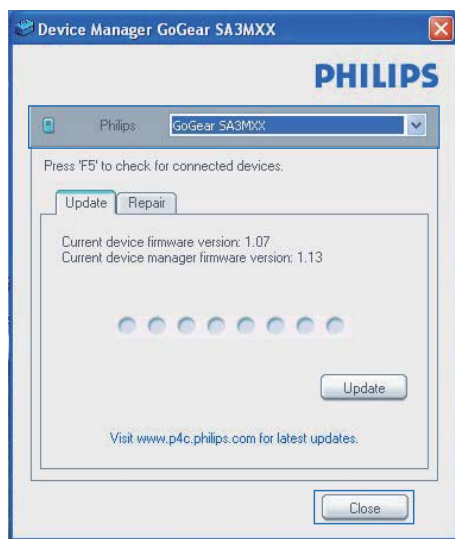 Device Manager GoGear SA3MXX
PHILIPS
Philips GoGear SA3MXX
Press 'F5' to check for connected devices.
Update Repair
Current device firmware version: 1.07
Current device manager firmware version: 1.13
Update
Visit www.p4c.philips.com for latest updates.
Close